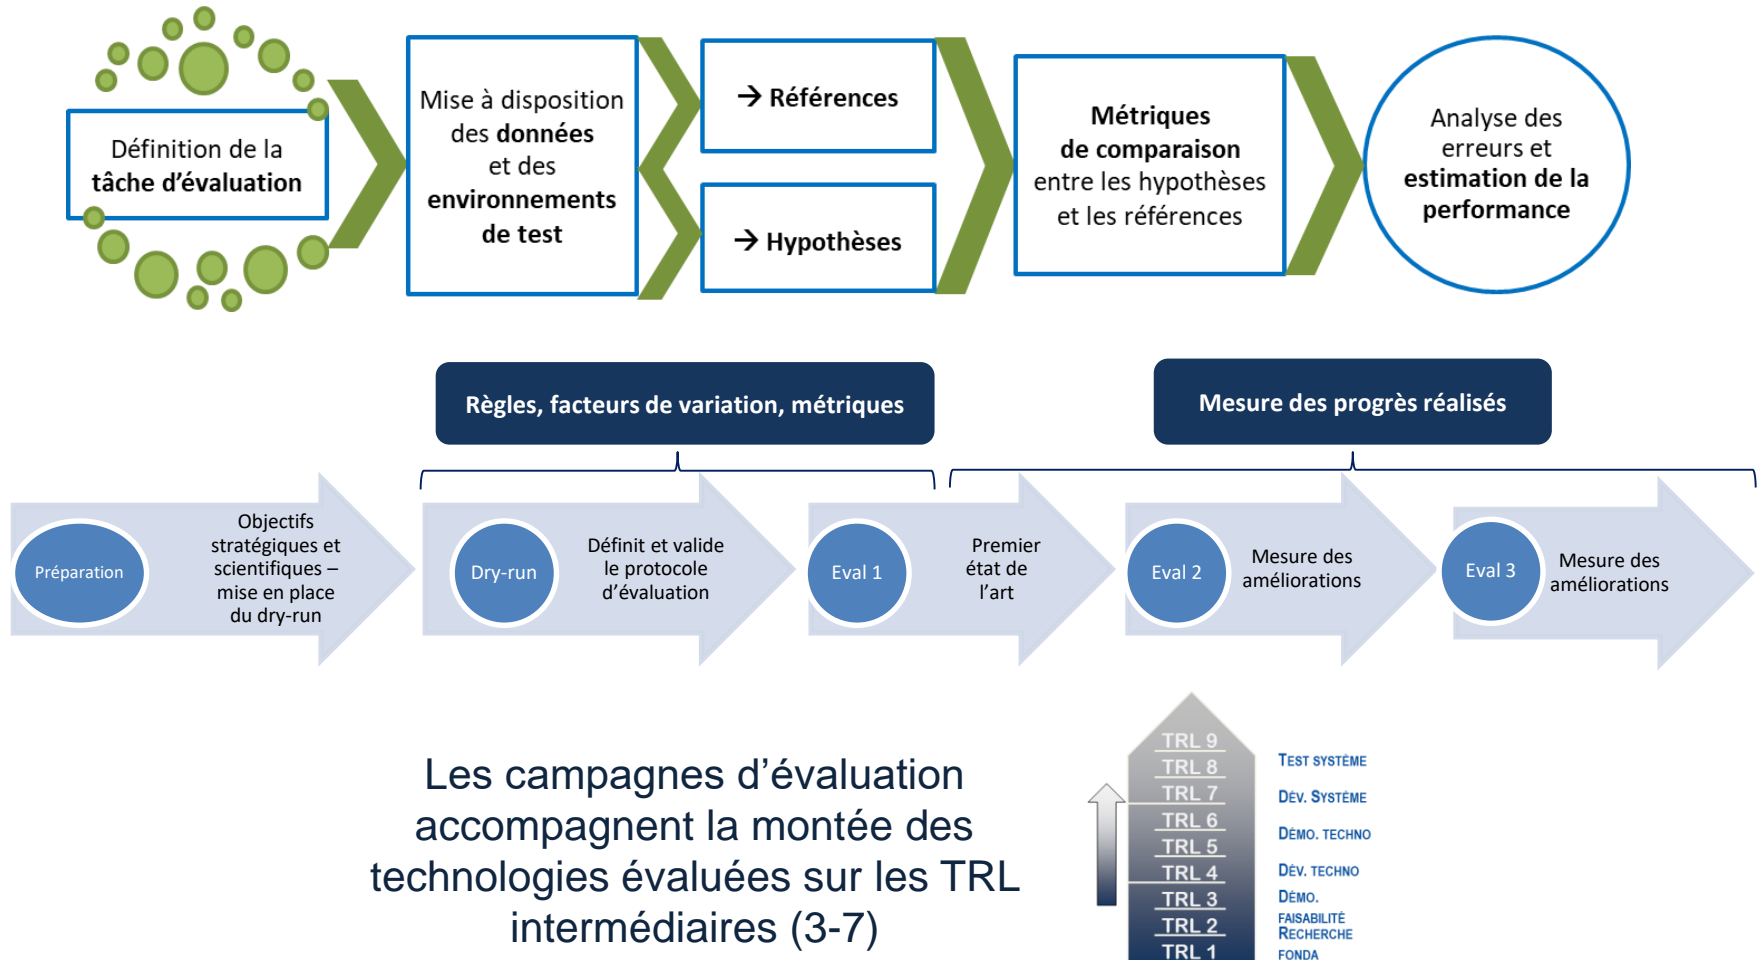 Définition de la
tâche d'évaluation
Mise à disposition
des données
et des
environnements
de test
→ Références
→ Hypothèses
Métriques
de comparaison
entre les hypothèses
et les références
Analyse des
erreurs et
estimation de la
performance
Règles, facteurs de variation, métriques
Mesure des progrès réalisés
Préparation
Objectifs
stratégiques et
scientifiques –
mise en place
du dry-run
Dry-run
Définit et valide
le protocole
d'évaluation
Eval 1
Premier
état de
l'art
Eval 2
Mesure des
améliorations
Eval 3
Mesure des
améliorations
Les campagnes d'évaluation
accompagnent la montée des
technologies évaluées sur les TRL
intermédiaires (3-7)
TRL 9
TRL 8
TRL 7
TRL 6
TRL 5
TRL 4
TRL 3
TRL 2
TRL 1
TEST SYSTÈME
DÉV. SYSTÈME
DÉMO. TECHNO
DÉV. TECHNO
DÉMO.
FAISABILITÉ
RECHERCHE
FONDA